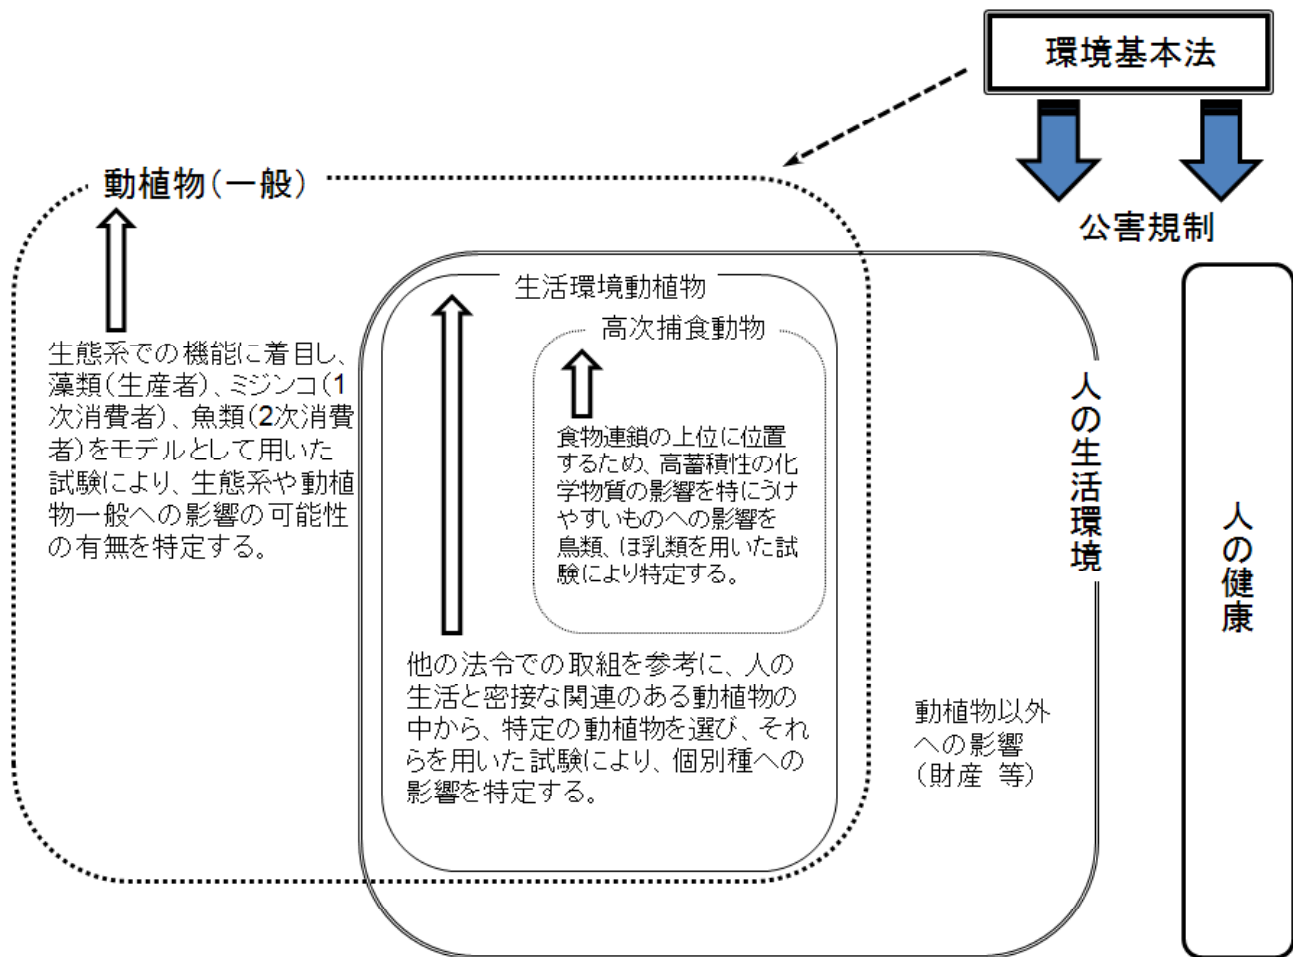 環境基本法
公害規制
動植物(一般)
生態系での機能に着目し、
藻類(生産者)、ミジンコ(1
次消費者)、魚類(2次消費
者)をモデルとして用いた
試験により、生態系や動植
物一般への影響の可能性
の有無を特定する。
生活環境動植物
高次捕食動物
食物連鎖の上位に位置
するため、高蓄積性の化
学物質の影響を特にうけ
やすいものへの影響を
鳥類、ほ乳類を用いた試
験により特定する。
他の法令での取組を参考に、人の
生活と密接な関連のある動植物の
中から、特定の動植物を選び、それ
らを用いた試験により、個別種への
影響を特定する。
人の生活環境
動植物以外
への影響
(財産 等)
人の健康